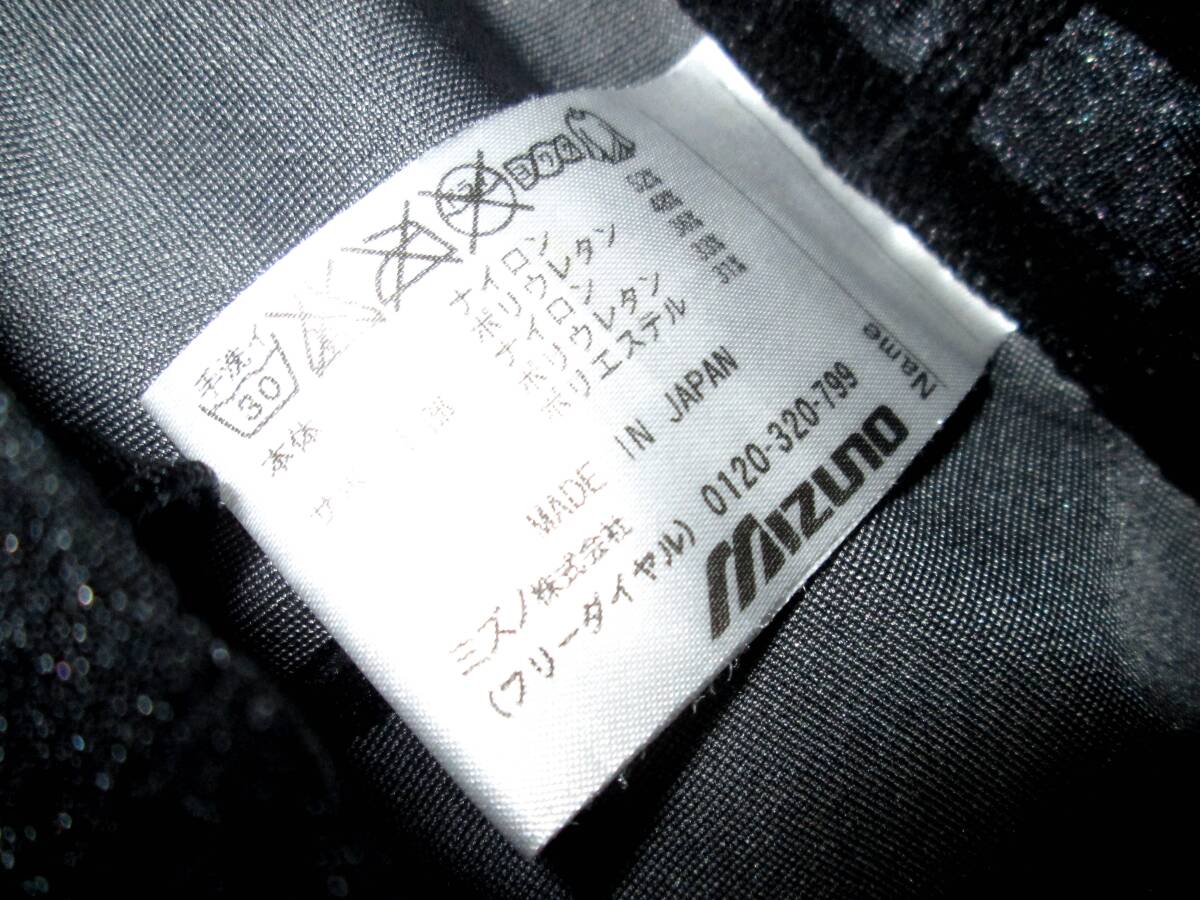 手洗イ
30
本体 ナイロン
ポリウレタン
ナイロン
ポリウレタン
ポリエステル
MADE IN JAPAN
ミズノ株式会社
(フリーダイヤル) 0120-320-799
MIZUNO
Name